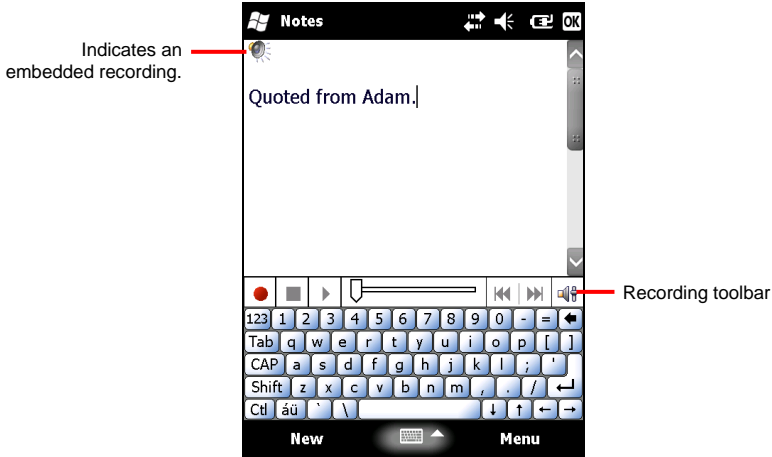 Notes
OK
Indicates an
embedded recording.
Quoted from Adam.
Recording toolbar
123 1 2 3 4 5 6 7 8 9 0 - =
Tab q w e r t y u i o p [ ]
CAP a s d f g h j k l ; '
Shift z x c v b n m , . /
Ctl áü ` \
New
Menu